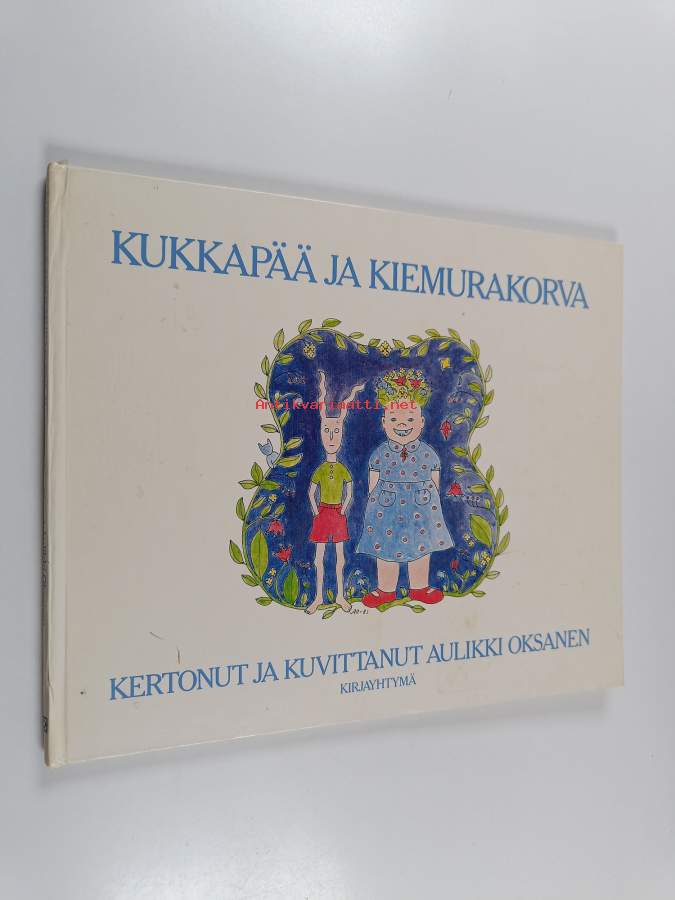 KUKKAPÄÄ JA KIEMURAKORVA
Antikvariaatti.net
KERTONUT JA KUVITTANUT AULIKKI OKSANEN
KIRJAYHTYMÄ